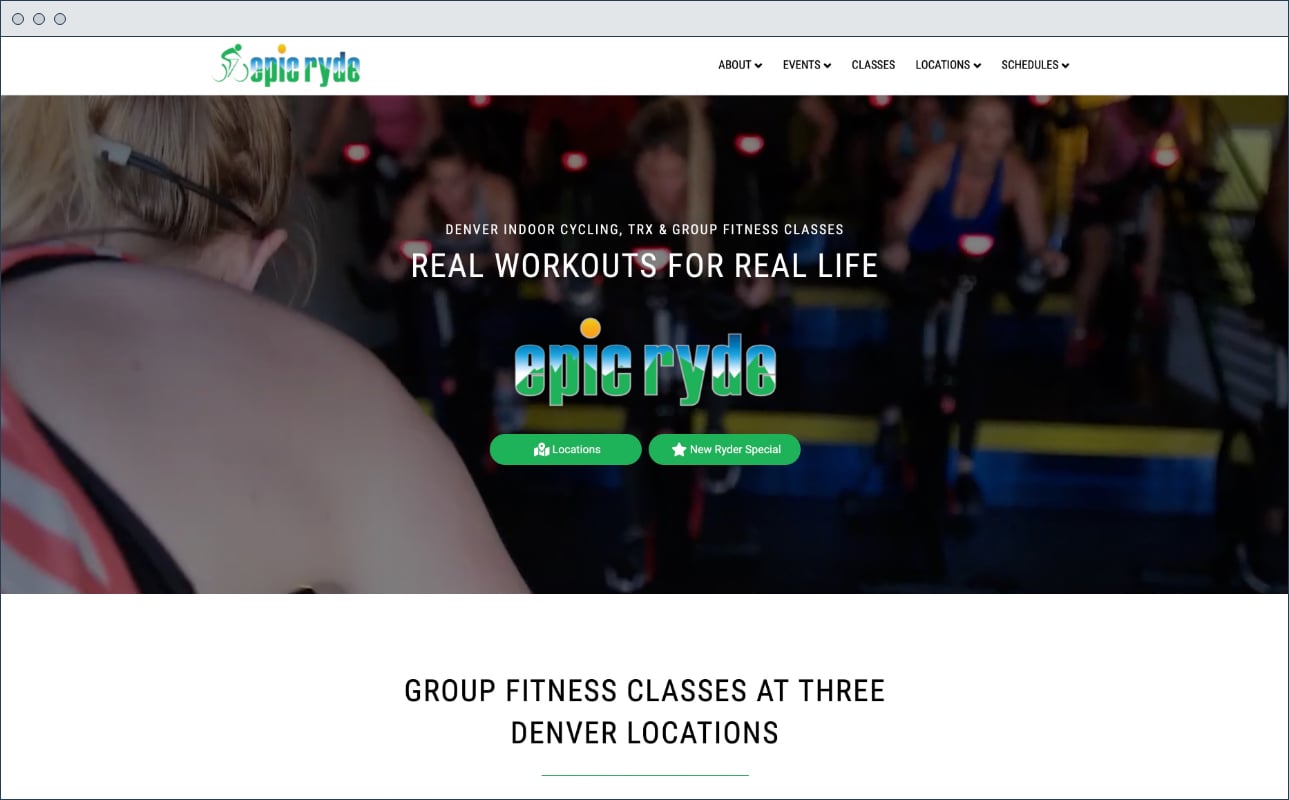 epic ryde
ABOUT
EVENTS
CLASSES
LOCATIONS
SCHEDULES
DENVER INDOOR CYCLING, TRX & GROUP FITNESS CLASSES
REAL WORKOUTS FOR REAL LIFE
epic ryde
Locations
New Ryder Special
GROUP FITNESS CLASSES AT THREE
DENVER LOCATIONS